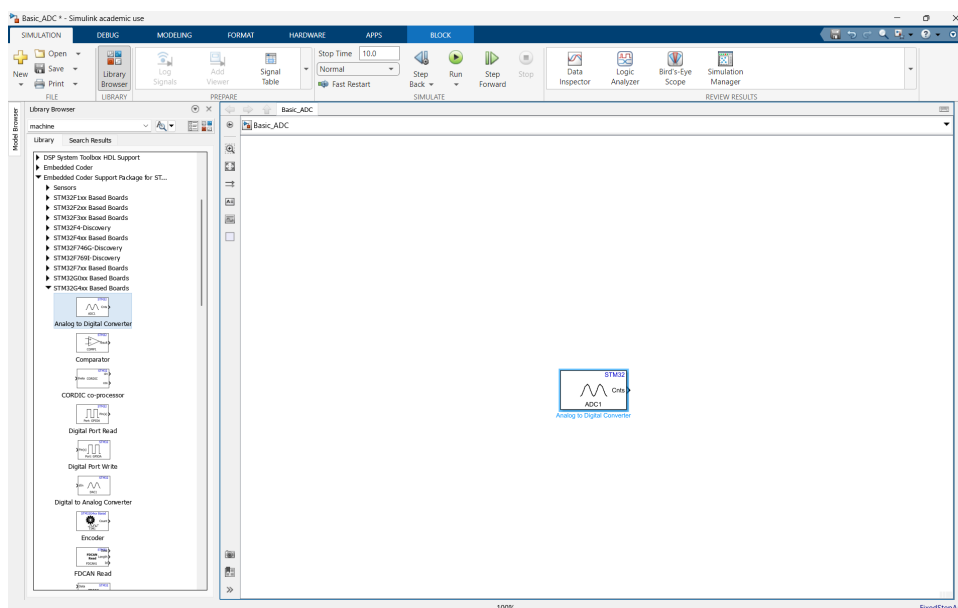 Basic_ADC * - Simulink academic use
SIMULATION DEBUG MODELING FORMAT HARDWARE APPS BLOCK
New
Open
Save
Print
FILE
Library Browser
LIBRARY
Log Signals
Add Viewer
Signal Table
PREPARE
Stop Time 10.0
Normal
Fast Restart
Step Back
Run
Step Forward
Stop
SIMULATE
Data Inspector
Logic Analyzer
Bird's-Eye Scope
Simulation Manager
REVIEW RESULTS
Model Browser
Library Browser
machine
Library Search Results
DSP System Toolbox HDL Support
Embedded Coder
Embedded Coder Support Package for ST...
Sensors
STM32F1xx Based Boards
STM32F2xx Based Boards
STM32F3xx Based Boards
STM32F4-Discovery
STM32F4xx Based Boards
STM32F746G-Discovery
STM32F769I-Discovery
STM32F7xx Based Boards
STM32G0xx Based Boards
STM32G4xx Based Boards
Analog to Digital Converter
Comparator
CORDIC co-processor
Digital Port Read
Digital Port Write
Digital to Analog Converter
Encoder
FDCAN Read
Basic_ADC
Basic_ADC
STM32
Cnts
ADC1
Analog to Digital Converter
100%